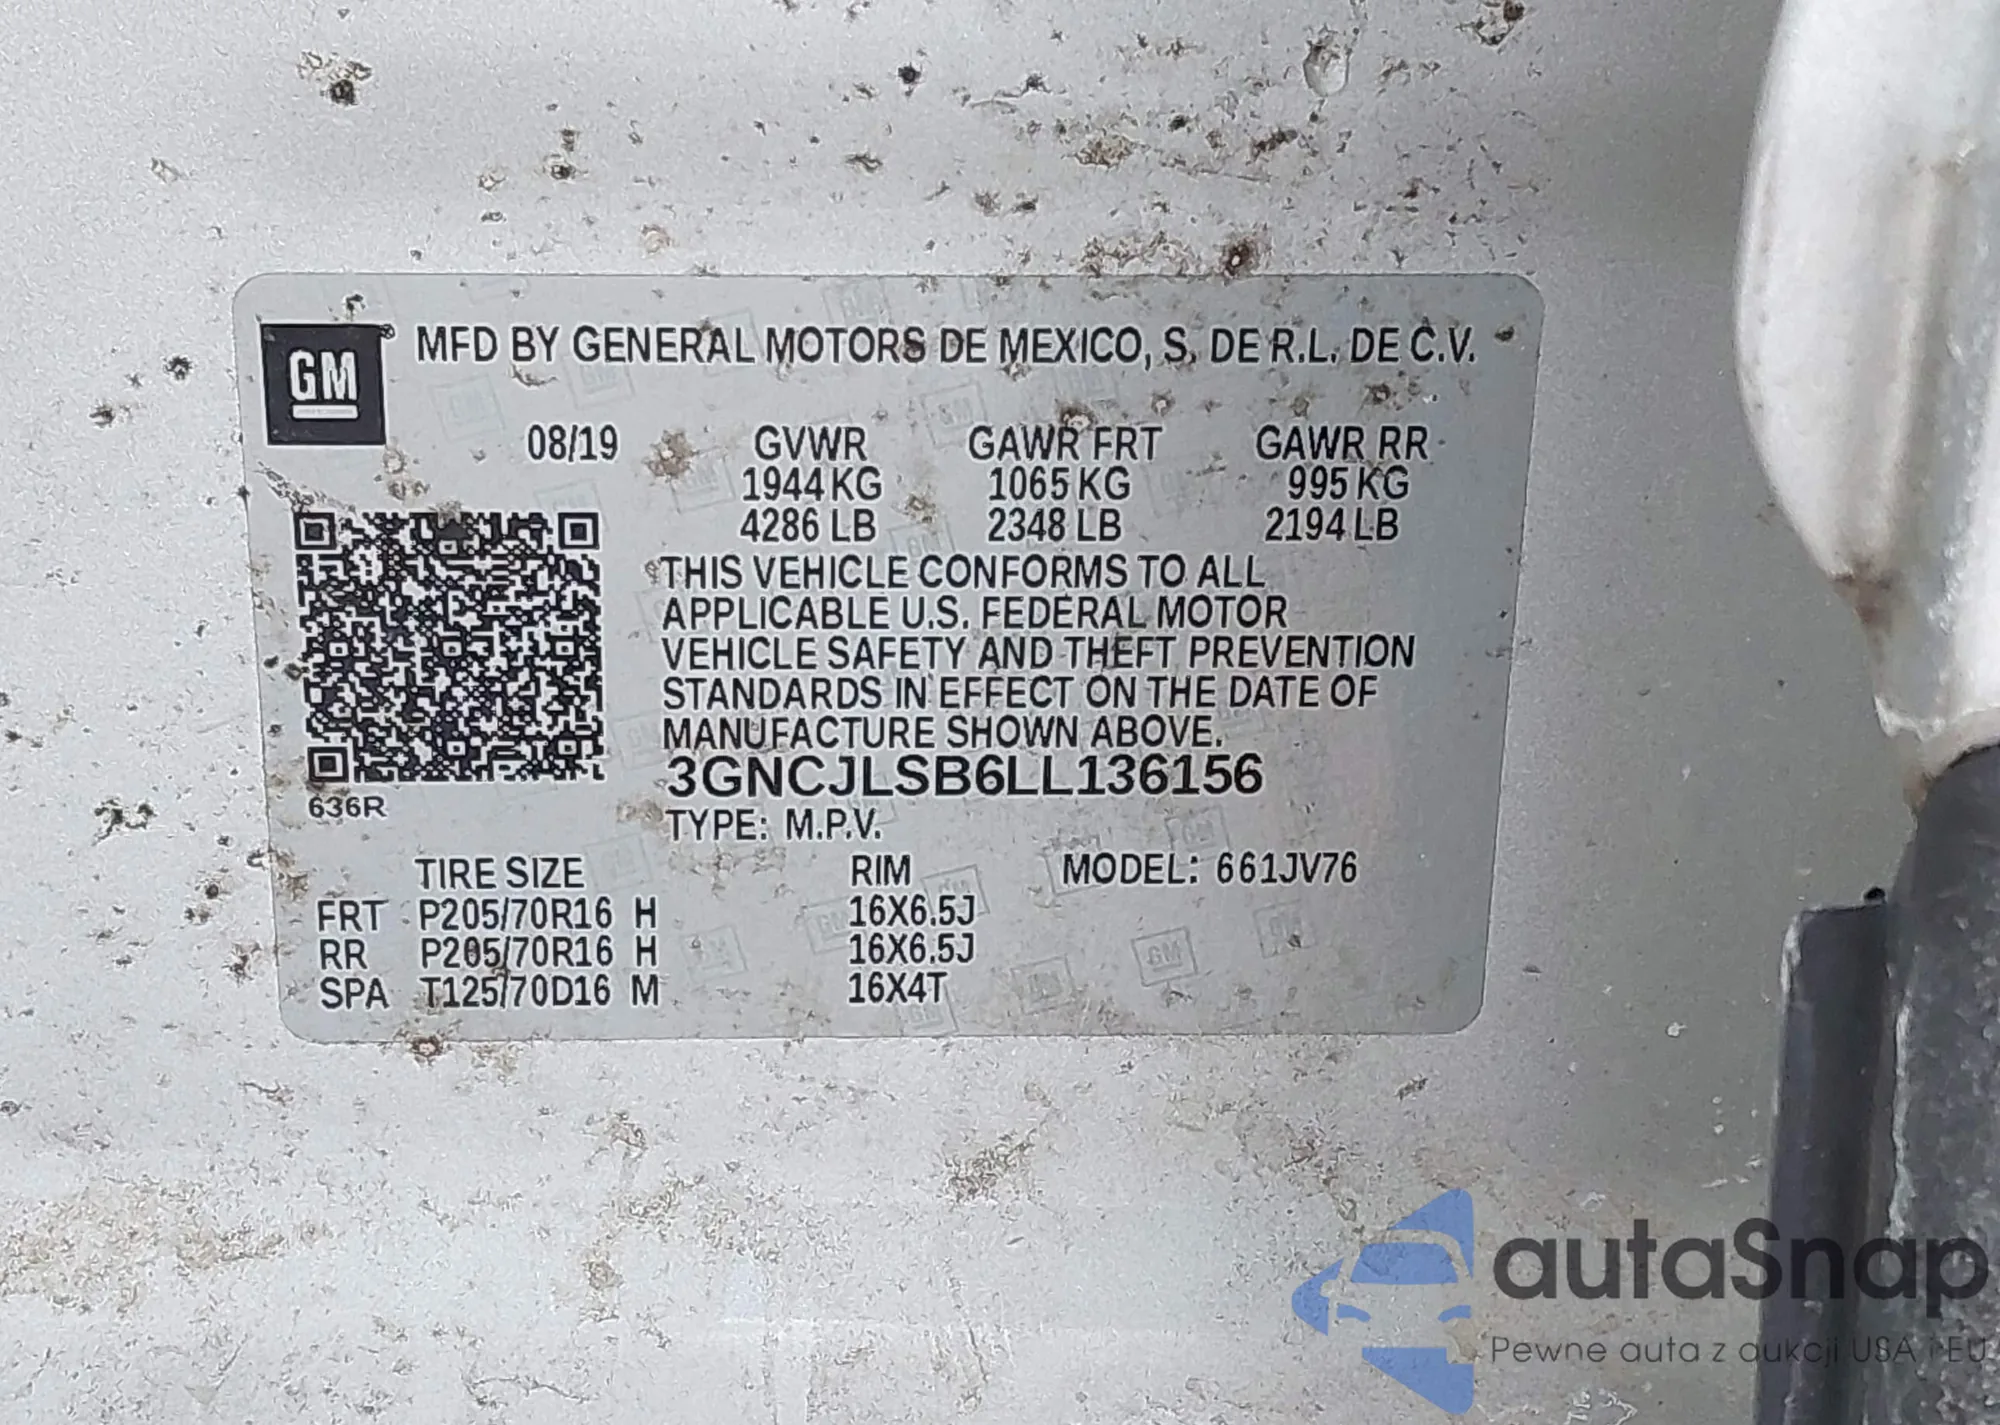 GM
MFD BY GENERAL MOTORS DE MEXICO, S. DE R.L. DE C.V.
08/19 GVWR GAWR FRT GAWR RR
1944 KG 1065 KG 995 KG
4286 LB 2348 LB 2194 LB
THIS VEHICLE CONFORMS TO ALL
APPLICABLE U.S. FEDERAL MOTOR
VEHICLE SAFETY AND THEFT PREVENTION
STANDARDS IN EFFECT ON THE DATE OF
MANUFACTURE SHOWN ABOVE.
3GNCJLSB6LL136156
636R
TYPE: M.P.V.
TIRE SIZE RIM MODEL: 661JV76
FRT P205/70R16 H 16X6.5J
RR P205/70R16 H 16X6.5J
SPA T125/70D16 M 16X4T
autaSnap
Pewne auta z aukcji USA i EU